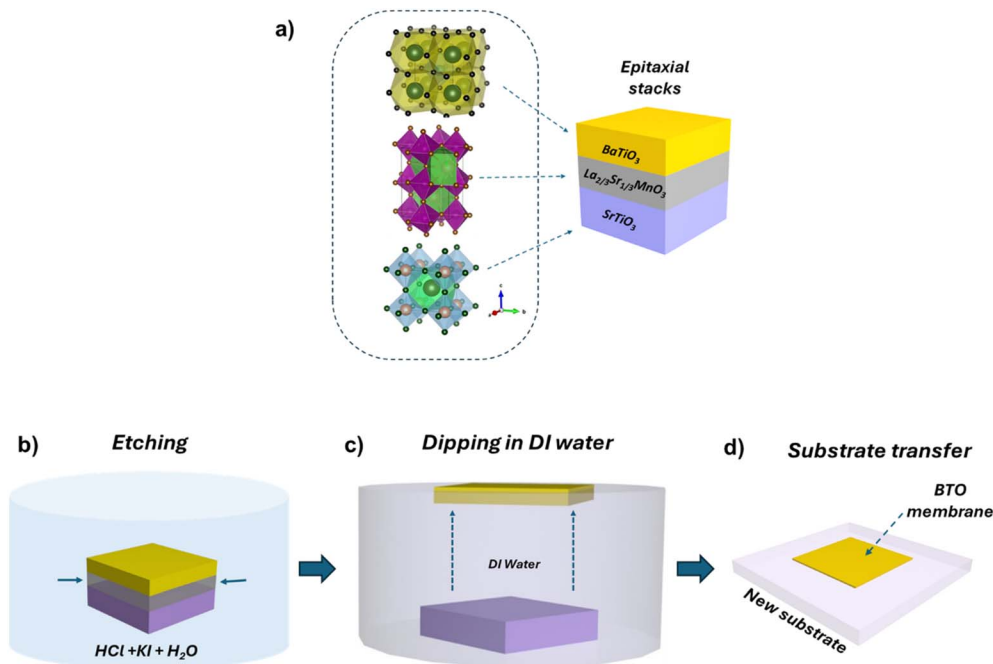 a)
Epitaxial
stacks
BaTiO₃
La₂/₃Sr₁/₃MnO₃
SrTiO₃
c
a
b
b)
Etching
HCl +KI + H₂O
c)
Dipping in DI water
DI Water
d)
Substrate transfer
BTO
membrane
New substrate